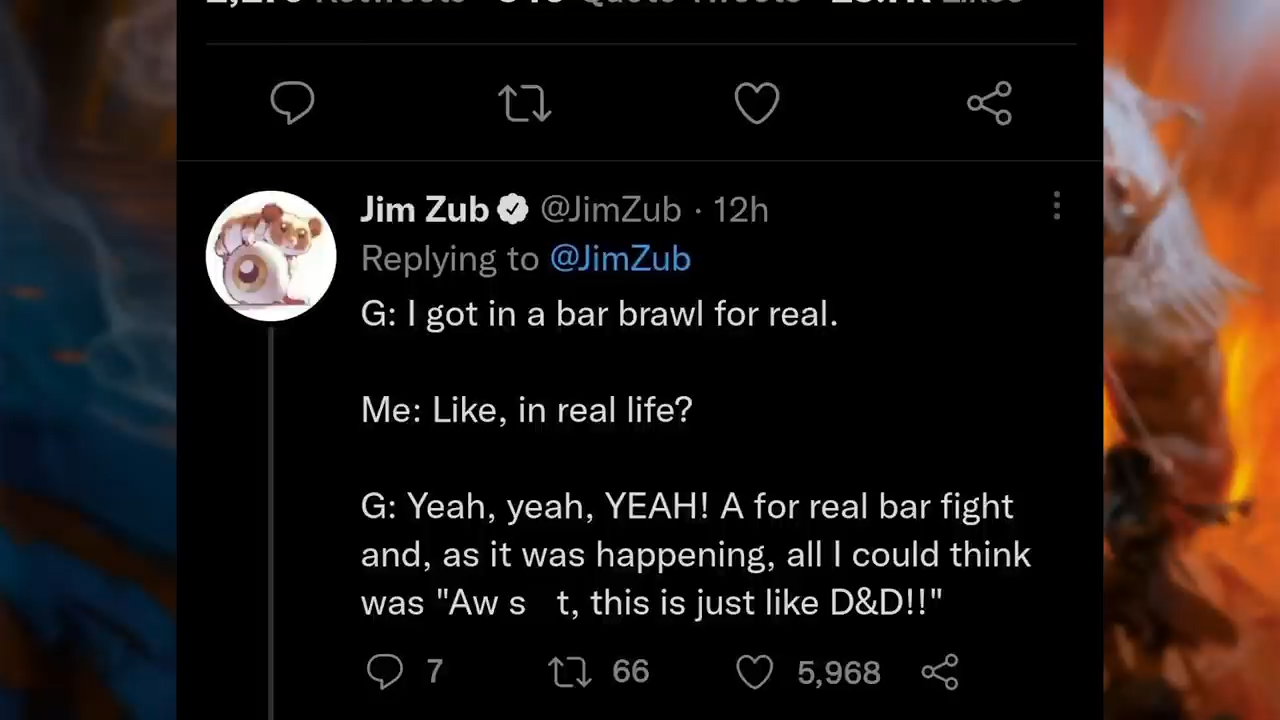 Jim Zub @JimZub · 12h
Replying to @JimZub
G: I got in a bar brawl for real.
Me: Like, in real life?
G: Yeah, yeah, YEAH! A for real bar fight
and, as it was happening, all I could think
was "Aw s t, this is just like D&D!!"
7 66 5,968